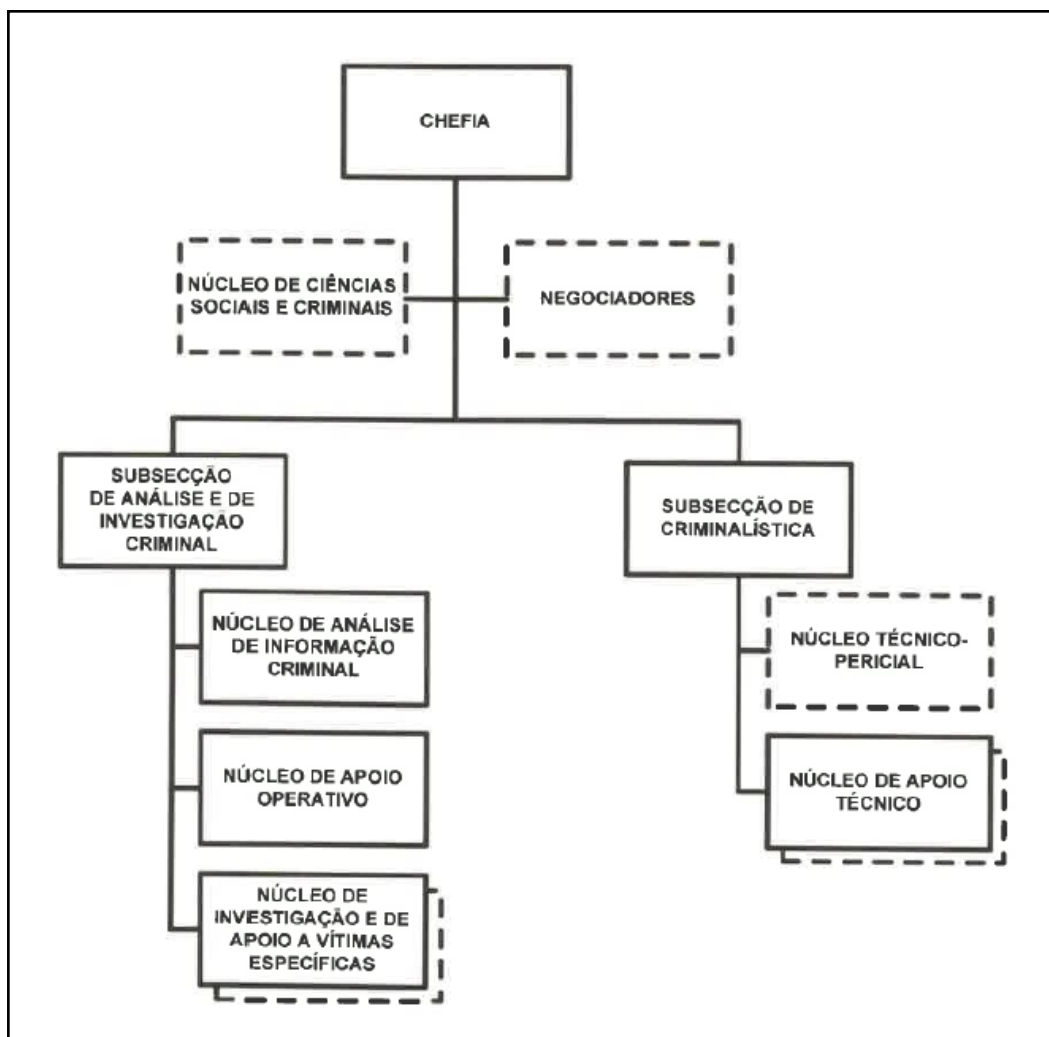 CHEFIA
NÚCLEO DE CIÊNCIAS
SOCIAIS E CRIMINAIS
NEGOCIADORES
SUBSECÇÃO
DE ANÁLISE E DE
INVESTIGAÇÃO
CRIMINAL
SUBSECÇÃO DE
CRIMINALÍSTICA
NÚCLEO DE ANÁLISE
DE INFORMAÇÃO
CRIMINAL
NÚCLEO TÉCNICO-
PERICIAL
NÚCLEO DE APOIO
OPERATIVO
NÚCLEO DE APOIO
TÉCNICO
NÚCLEO DE
INVESTIGAÇÃO E DE
APOIO A VÍTIMAS
ESPECÍFICAS